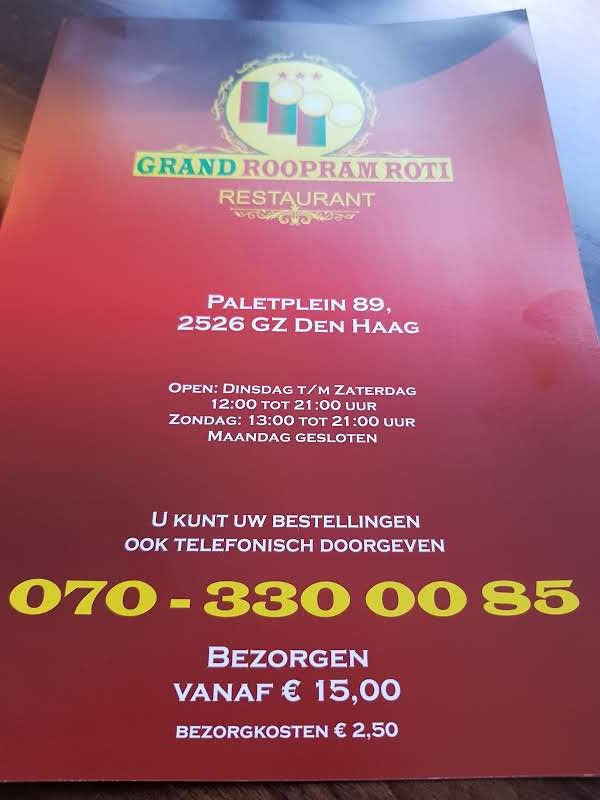 GRAND ROOPRAM ROTI
RESTAURANT
PALETPLEIN 89,
2526 GZ DEN HAAG
OPEN: DINSDAG T/M ZATERDAG
12:00 TOT 21:00 UUR
ZONDAG: 13:00 TOT 21:00 UUR
MAANDAG GESLOTEN
U KUNT UW BESTELLINGEN
OOK TELEFONISCH DOORGEVEN
070 - 330 00 85
BEZORGEN
VANAF € 15,00
BEZORGKOSTEN € 2,50